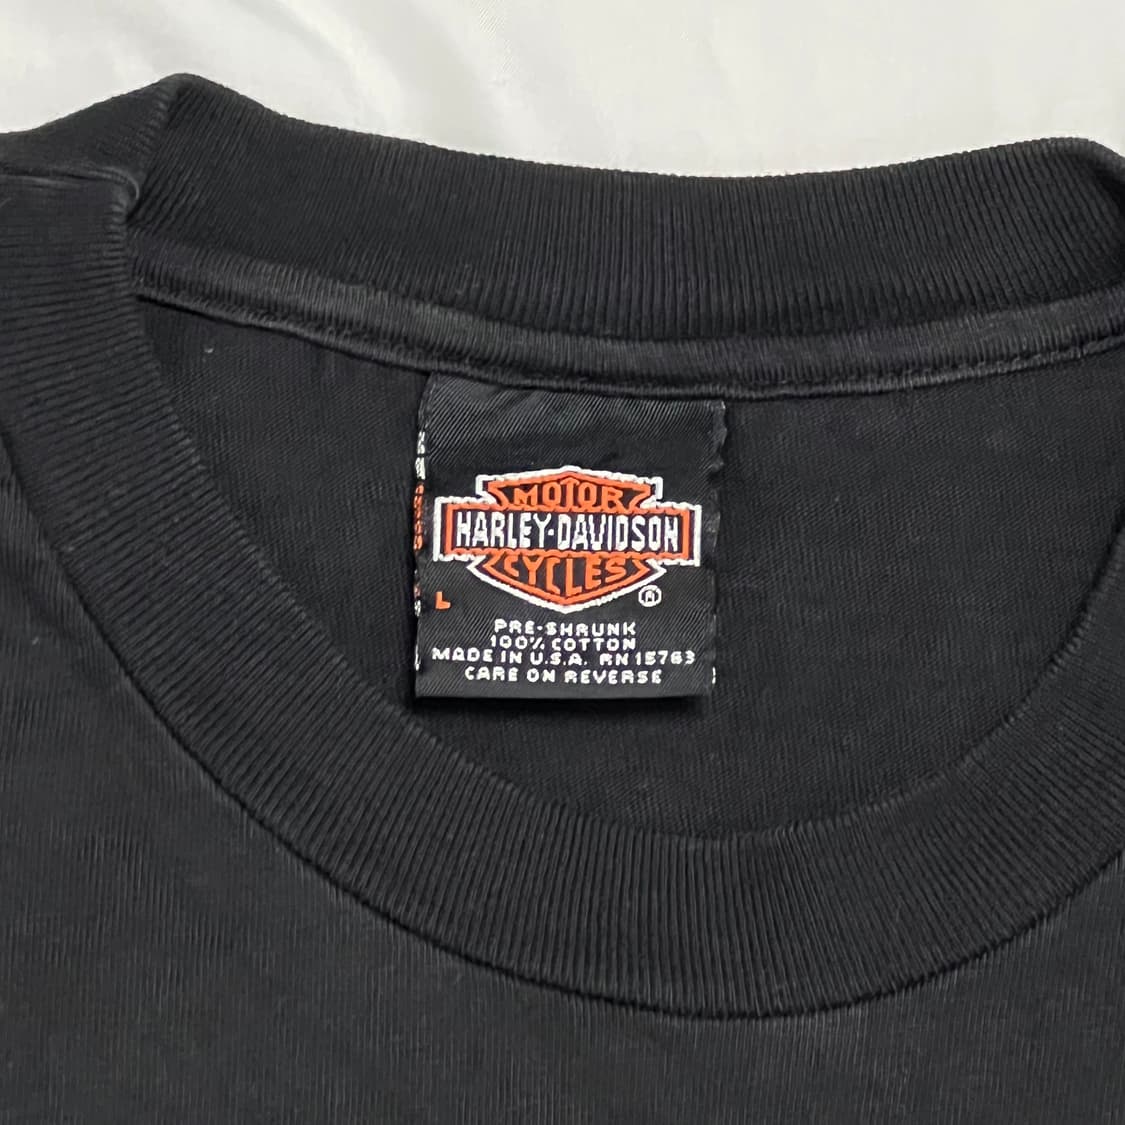 MOTOR
HARLEY-DAVIDSON
CYCLES
L ®
PRE-SHRUNK
100% COTTON
MADE IN U.S.A. RN 15763
CARE ON REVERSE